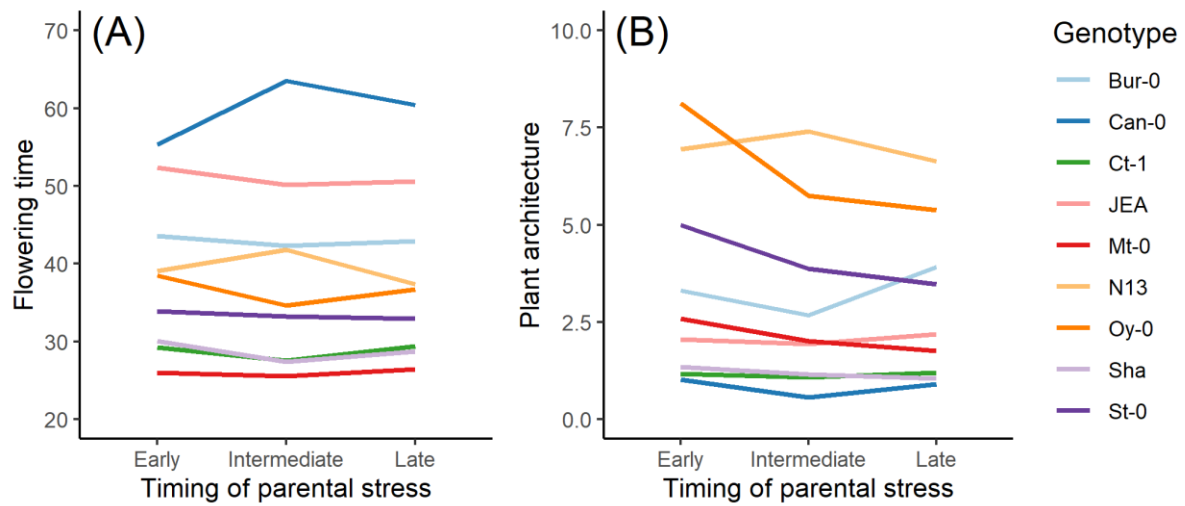 (A)
Flowering time
70
60
50
40
30
20
Early Intermediate Late
Timing of parental stress
(B)
Plant architecture
10.0
7.5
5.0
2.5
0.0
Early Intermediate Late
Timing of parental stress
Genotype
Bur-0
Can-0
Ct-1
JEA
Mt-0
N13
Oy-0
Sha
St-0